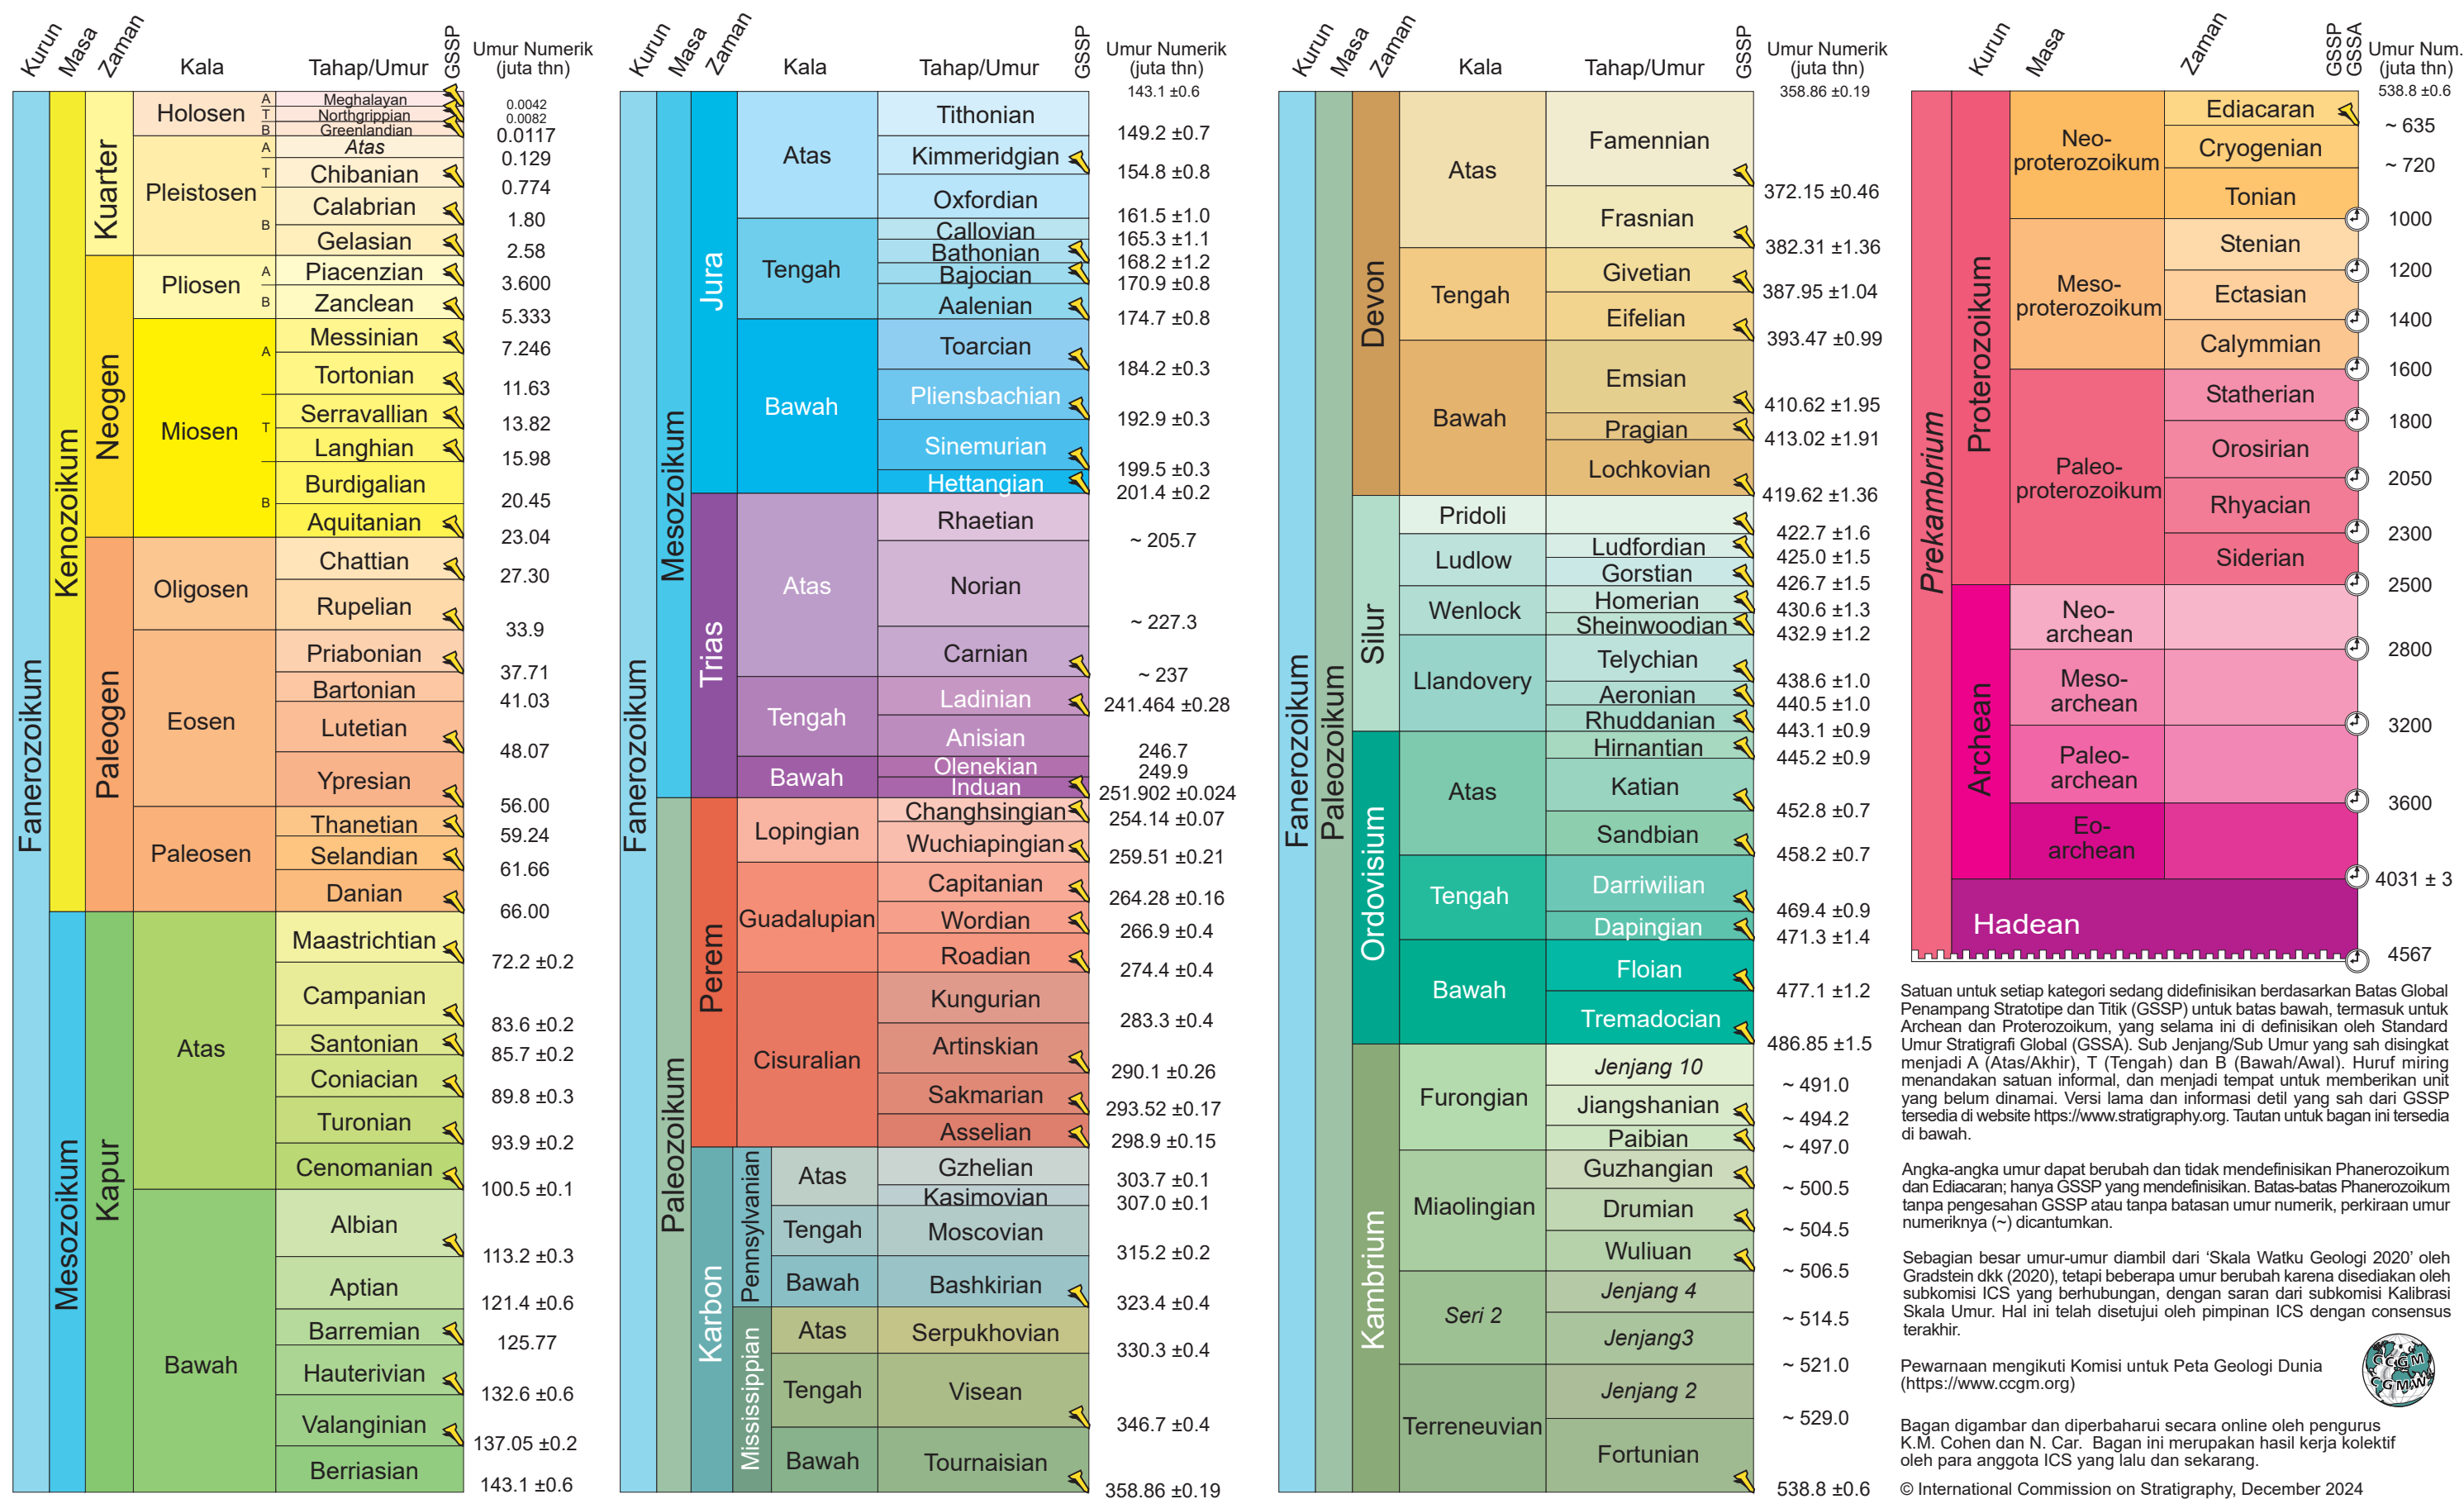 Kurun
Masa
Zaman
Kala
Tahap/Umur
GSSP
Umur Numerik
(juta thn)
Fanerozoikum
Kenozoikum
Kuarter
Holosen
A
Meghalayan
T
Northgrippian
B
Greenlandian
0.0042
0.0082
0.0117
Pleistosen
A
Atas
0.129
T
Chibanian
0.774
B
Calabrian
1.80
Gelasian
2.58
Neogen
Pliosen
A
Piacenzian
3.600
B
Zanclean
5.333
Miosen
A
Messinian
7.246
Tortonian
11.63
T
Serravallian
13.82
Langhian
15.98
B
Burdigalian
20.45
Aquitanian
23.04
Paleogen
Oligosen
Chattian
27.30
Rupelian
33.9
Eosen
Priabonian
37.71
Bartonian
41.03
Lutetian
48.07
Ypresian
56.00
Paleosen
Thanetian
59.24
Selandian
61.66
Danian
66.00
Mesozoikum
Kapur
Atas
Maastrichtian
72.2 ±0.2
Campanian
83.6 ±0.2
Santonian
85.7 ±0.2
Coniacian
89.8 ±0.3
Turonian
93.9 ±0.2
Cenomanian
100.5 ±0.1
Bawah
Albian
113.2 ±0.3
Aptian
121.4 ±0.6
Barremian
125.77
Hauterivian
132.6 ±0.6
Valanginian
137.05 ±0.2
Berriasian
143.1 ±0.6
Kurun
Masa
Zaman
Kala
Tahap/Umur
GSSP
Umur Numerik
(juta thn)
143.1 ±0.6
Fanerozoikum
Mesozoikum
Jura
Atas
Tithonian
149.2 ±0.7
Kimmeridgian
154.8 ±0.8
Oxfordian
161.5 ±1.0
Tengah
Callovian
165.3 ±1.1
Bathonian
168.2 ±1.2
Bajocian
170.9 ±0.8
Aalenian
174.7 ±0.8
Bawah
Toarcian
184.2 ±0.3
Pliensbachian
192.9 ±0.3
Sinemurian
199.5 ±0.3
Hettangian
201.4 ±0.2
Trias
Atas
Rhaetian
~ 205.7
Norian
~ 227.3
Carnian
~ 237
Tengah
Ladinian
241.464 ±0.28
Anisian
246.7
Bawah
Olenekian
249.9
Induan
251.902 ±0.024
Paleozoikum
Perem
Lopingian
Changhsingian
254.14 ±0.07
Wuchiapingian
259.51 ±0.21
Guadalupian
Capitanian
264.28 ±0.16
Wordian
266.9 ±0.4
Roadian
274.4 ±0.4
Cisuralian
Kungurian
283.3 ±0.4
Artinskian
290.1 ±0.26
Sakmarian
293.52 ±0.17
Asselian
298.9 ±0.15
Karbon
Pennsylvanian
Atas
Gzhelian
303.7 ±0.1
Kasimovian
307.0 ±0.1
Tengah
Moscovian
315.2 ±0.2
Bawah
Bashkirian
323.4 ±0.4
Mississippian
Atas
Serpukhovian
330.3 ±0.4
Tengah
Visean
346.7 ±0.4
Bawah
Tournaisian
358.86 ±0.19
Kurun
Masa
Zaman
Kala
Tahap/Umur
GSSP
Umur Numerik
(juta thn)
358.86 ±0.19
Fanerozoikum
Paleozoikum
Devon
Atas
Famennian
372.15 ±0.46
Frasnian
382.31 ±1.36
Tengah
Givetian
387.95 ±1.04
Eifelian
393.47 ±0.99
Bawah
Emsian
410.62 ±1.95
Pragian
413.02 ±1.91
Lochkovian
419.62 ±1.36
Silur
Pridoli
422.7 ±1.6
Ludlow
Ludfordian
425.0 ±1.5
Gorstian
426.7 ±1.5
Wenlock
Homerian
430.6 ±1.3
Sheinwoodian
432.9 ±1.2
Llandovery
Telychian
438.6 ±1.0
Aeronian
440.5 ±1.0
Rhuddanian
443.1 ±0.9
Ordovisium
Atas
Hirnantian
445.2 ±0.9
Katian
452.8 ±0.7
Sandbian
458.2 ±0.7
Tengah
Darriwilian
469.4 ±0.9
Dapingian
471.3 ±1.4
Bawah
Floian
477.1 ±1.2
Tremadocian
486.85 ±1.5
Kambrium
Furongian
Jenjang 10
~ 491.0
Jiangshanian
~ 494.2
Paibian
~ 497.0
Miaolingian
Guzhangian
~ 500.5
Drumian
~ 504.5
Wuliuan
~ 506.5
Seri 2
Jenjang 4
~ 514.5
Jenjang3
~ 521.0
Terreneuvian
Jenjang 2
~ 529.0
Fortunian
538.8 ±0.6
Kurun
Masa
Zaman
GSSP
GSSA
Umur Num.
(juta thn)
538.8 ±0.6
Prekambrium
Proterozoikum
Neo-
proterozoikum
Ediacaran
~ 635
Cryogenian
~ 720
Tonian
1000
Meso-
proterozoikum
Stenian
1200
Ectasian
1400
Calymmian
1600
Paleo-
proterozoikum
Statherian
1800
Orosirian
2050
Rhyacian
2300
Siderian
2500
Archean
Neo-
archean
2800
Meso-
archean
3200
Paleo-
archean
3600
Eo-
archean
4031 ± 3
Hadean
4567
Satuan untuk setiap kategori sedang didefinisikan berdasarkan Batas Global
Penampang Stratotipe dan Titik (GSSP) untuk batas bawah, termasuk untuk
Archean dan Proterozoikum, yang selama ini di definisikan oleh Standard
Umur Stratigrafi Global (GSSA). Sub Jenjang/Sub Umur yang sah disingkat
menjadi A (Atas/Akhir), T (Tengah) dan B (Bawah/Awal). Huruf miring
menandakan satuan informal, dan menjadi tempat untuk memberikan unit
yang belum dinamai. Versi lama dan informasi detil yang sah dari GSSP
tersedia di website https://www.stratigraphy.org. Tautan untuk bagan ini tersedia
di bawah.
Angka-angka umur dapat berubah dan tidak mendefinisikan Phanerozoikum
dan Ediacaran; hanya GSSP yang mendefinisikan. Batas-batas Phanerozoikum
tanpa pengesahan GSSP atau tanpa batasan umur numerik, perkiraan umur
numeriknya (~) dicantumkan.
Sebagian besar umur-umur diambil dari ‘Skala Watku Geologi 2020’ oleh
Gradstein dkk (2020), tetapi beberapa umur berubah karena disediakan oleh
subkomisi ICS yang berhubungan, dengan saran dari subkomisi Kalibrasi
Skala Umur. Hal ini telah disetujui oleh pimpinan ICS dengan consensus
terakhir.
Pewarnaan mengikuti Komisi untuk Peta Geologi Dunia
(https://www.ccgm.org)
CCGM
CGMW
Bagan digambar dan diperbaharui secara online oleh pengurus
K.M. Cohen dan N. Car. Bagan ini merupakan hasil kerja kolektif
oleh para anggota ICS yang lalu dan sekarang.
© International Commission on Stratigraphy, December 2024